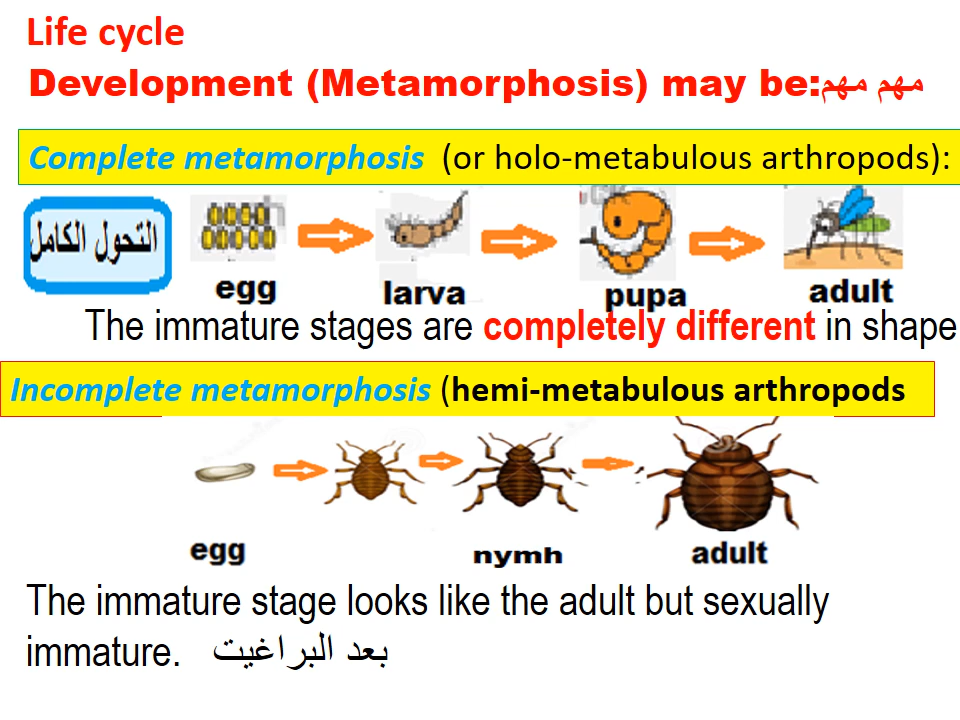 Life cycle
Development (Metamorphosis) may be:مهم مهم
Complete metamorphosis (or holo-metabulous arthropods):
التحول الكامل
egg larva pupa adult
The immature stages are completely different in shape
Incomplete metamorphosis (hemi-metabulous arthropods
egg nymh adult
The immature stage looks like the adult but sexually
immature. بعد البراغيت